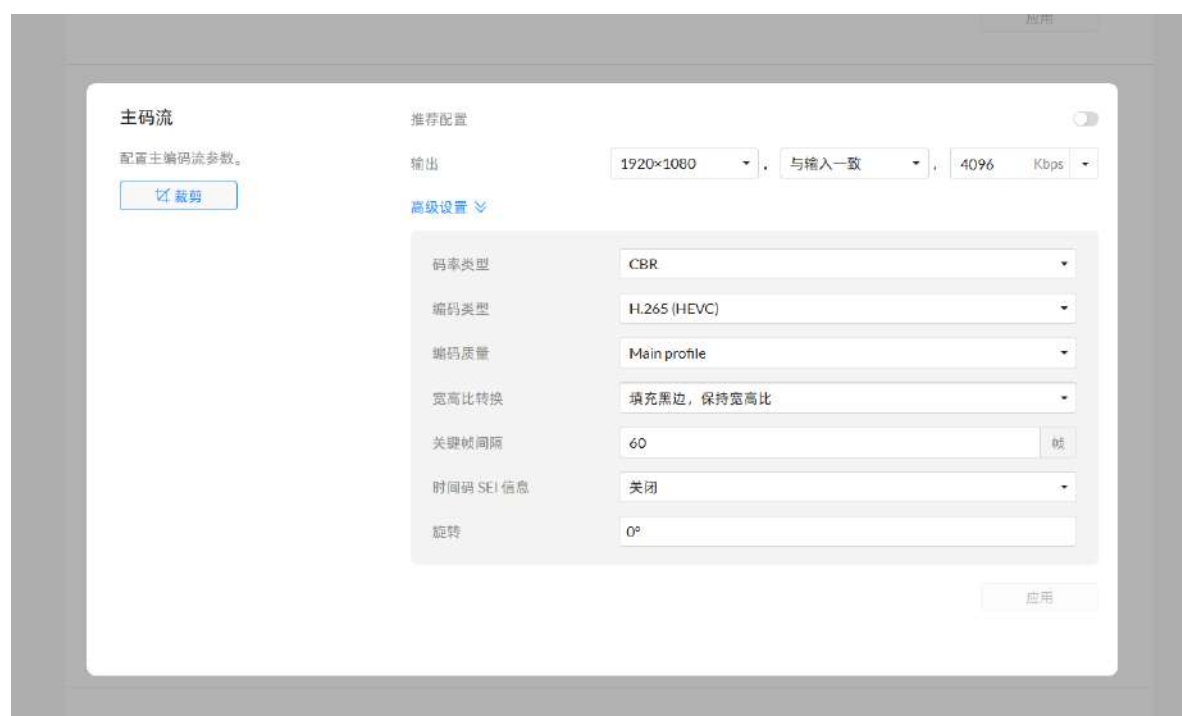 应用
主码流
推荐配置
配置主编码流参数。
输出 1920×1080 , 与输入一致 , 4096 Kbps
裁剪
高级设置
码率类型 CBR
编码类型 H.265 (HEVC)
编码质量 Main profile
宽高比转换 填充黑边，保持宽高比
关键帧间隔 60 帧
时间码 SEI 信息 关闭
旋转 0°
应用